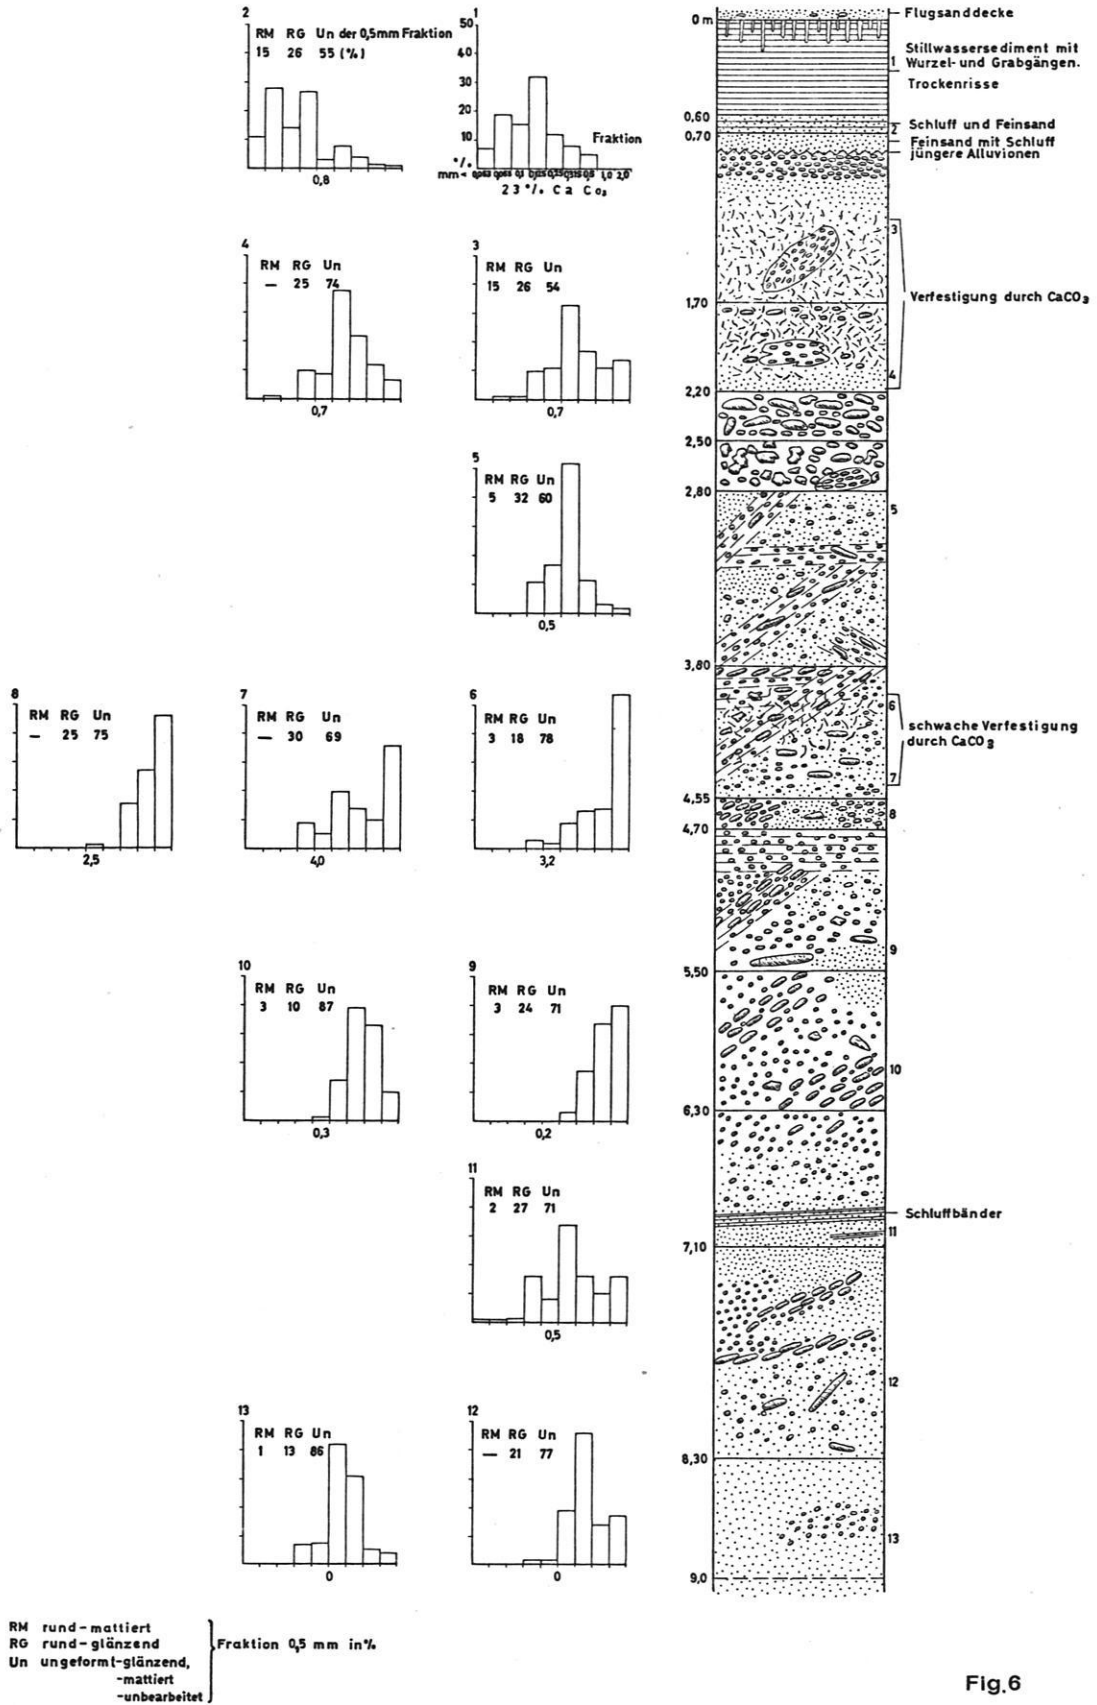 2
RM RG Un der 0,5mm Fraktion
15 26 55 (%)
0,8
1
50
40
30
20
10
%
Fraktion
mm<
1,0 2,0
23% Ca Co₃
4
RM RG Un
— 25 74
0,7
3
RM RG Un
15 26 54
0,7
5
RM RG Un
5 32 60
0,5
8
RM RG Un
— 25 75
2,5
7
RM RG Un
— 30 69
4,0
6
RM RG Un
3 18 78
3,2
10
RM RG Un
3 10 87
0,3
9
RM RG Un
3 24 71
0,2
11
RM RG Un
2 27 71
0,5
13
RM RG Un
1 13 86
0
12
RM RG Un
— 21 77
0
0 m
0,60
0,70
1,70
2,20
2,50
2,80
3,80
4,55
4,70
5,50
6,30
7,10
8,30
9,0
1
2
3
4
5
6
7
8
9
10
11
12
13
Flugsanddecke
Stillwassersediment mit
Wurzel- und Grabgängen.
Trockenrisse
Schluff und Feinsand
Feinsand mit Schluff
jüngere Alluvionen
Verfestigung durch CaCO₃
schwache Verfestigung
durch CaCO₃
Schluffbänder
RM rund-mattiert
RG rund-glänzend
Un ungeformt-glänzend,
-mattiert
-unbearbeitet
Fraktion 0,5 mm in%
Fig.6